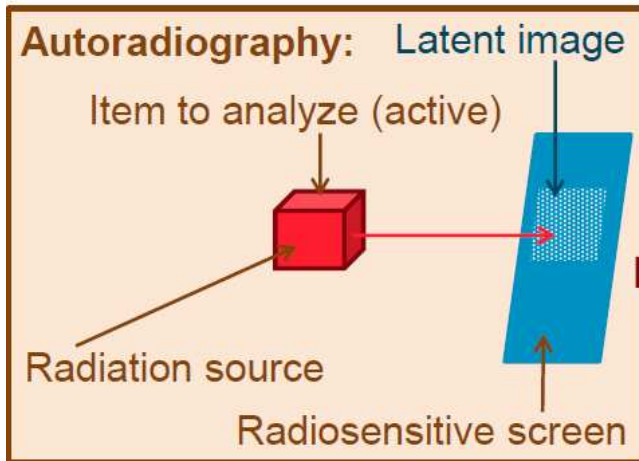 Autoradiography:
Latent image
Item to analyze (active)
Radiation source
Radiosensitive screen